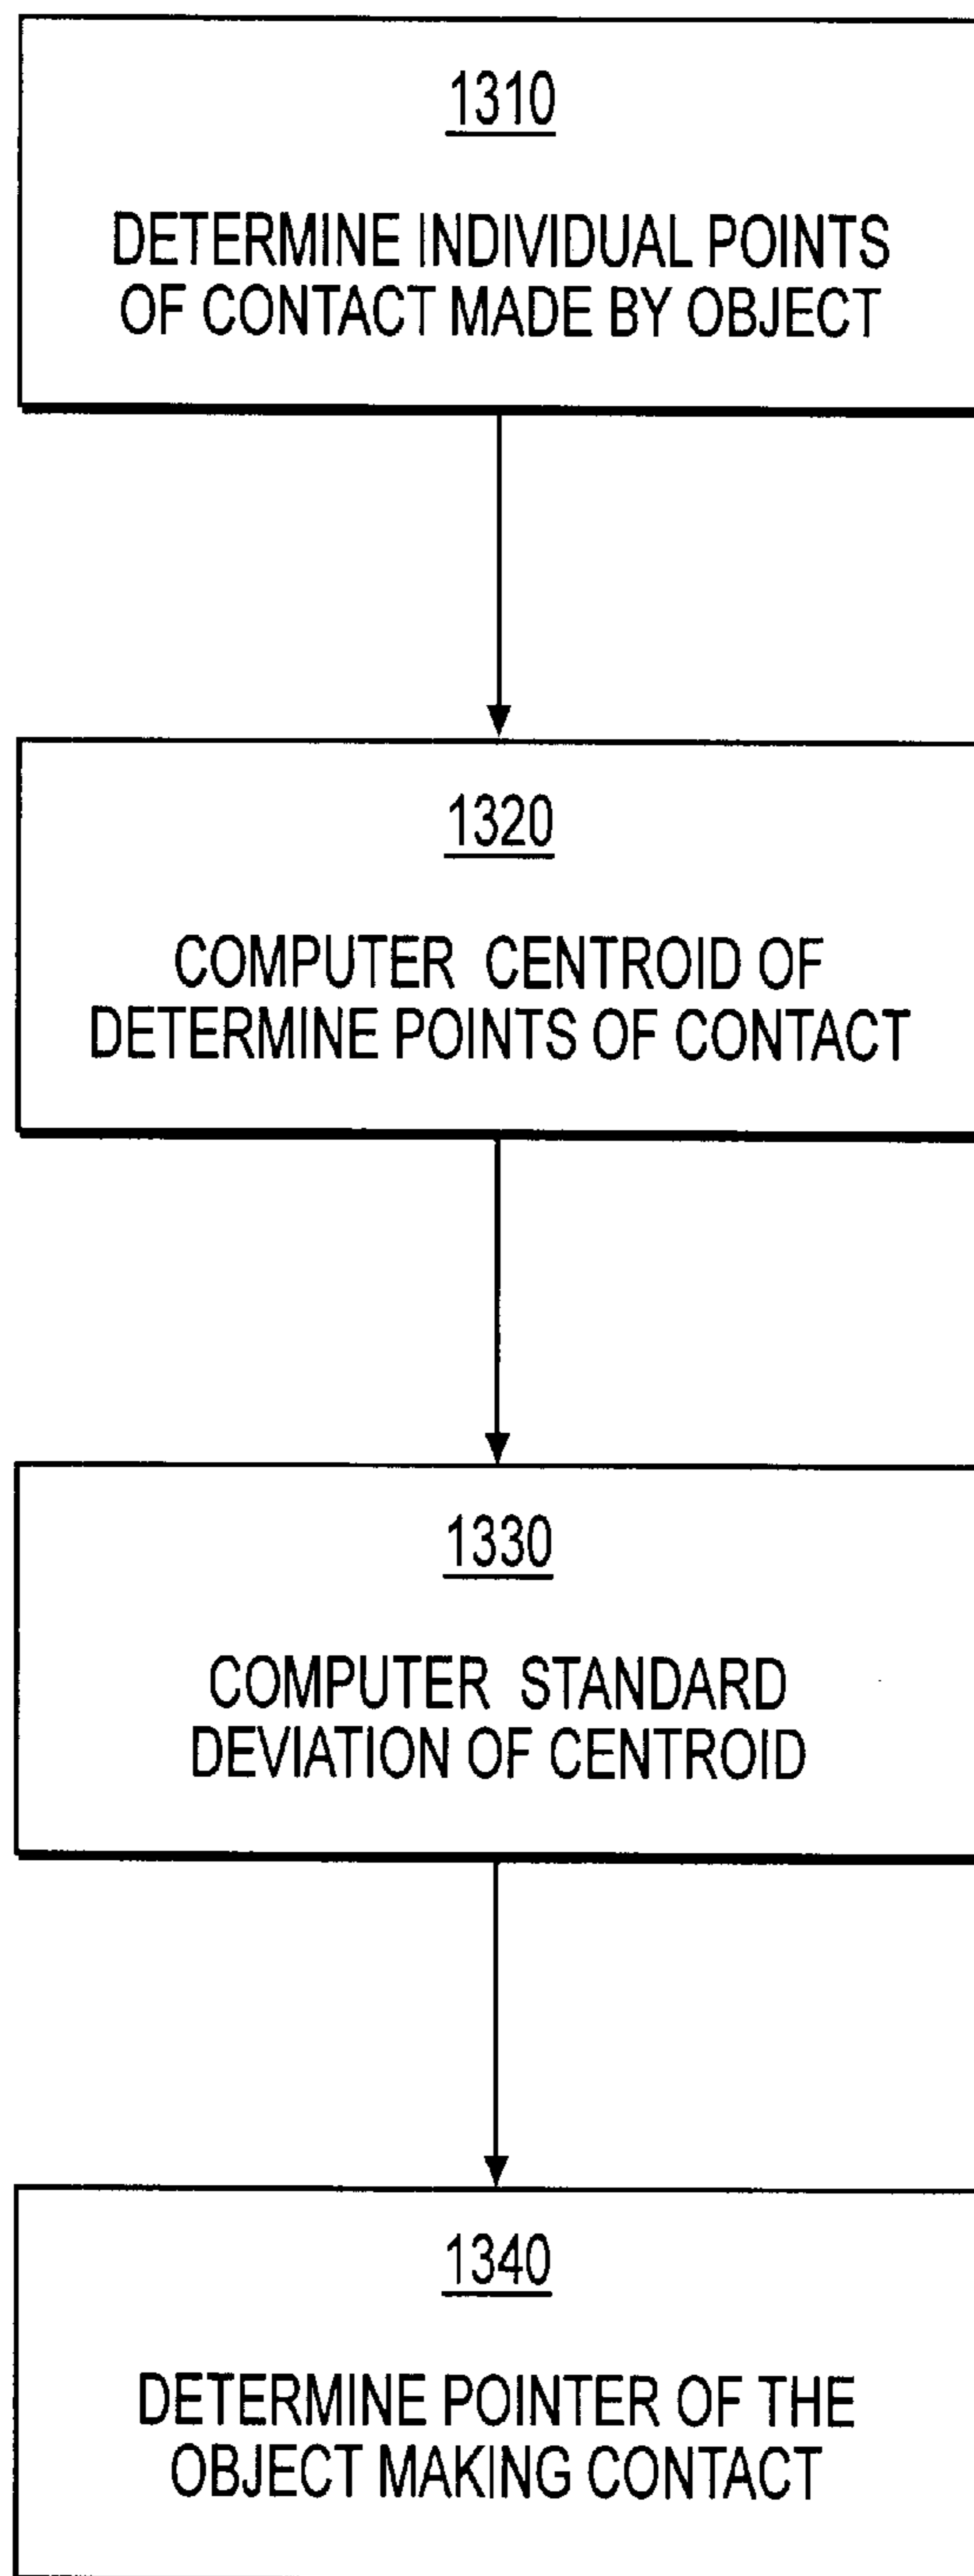 1310
DETERMINE INDIVIDUAL POINTS
OF CONTACT MADE BY OBJECT
1320
COMPUTER CENTROID OF
DETERMINE POINTS OF CONTACT
1330
COMPUTER STANDARD
DEVIATION OF CENTROID
1340
DETERMINE POINTER OF THE
OBJECT MAKING CONTACT